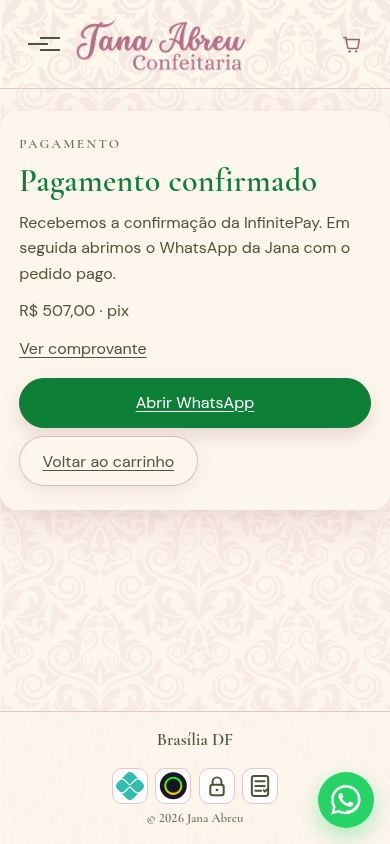 Jana Abreu
Confeitaria
PAGAMENTO
Pagamento confirmado
Recebemos a confirmação da InfinitePay. Em
seguida abrimos o WhatsApp da Jana com o
pedido pago.
R$ 507,00 · pix
Ver comprovante
Abrir WhatsApp
Voltar ao carrinho
Brasília DF
© 2026 Jana Abreu